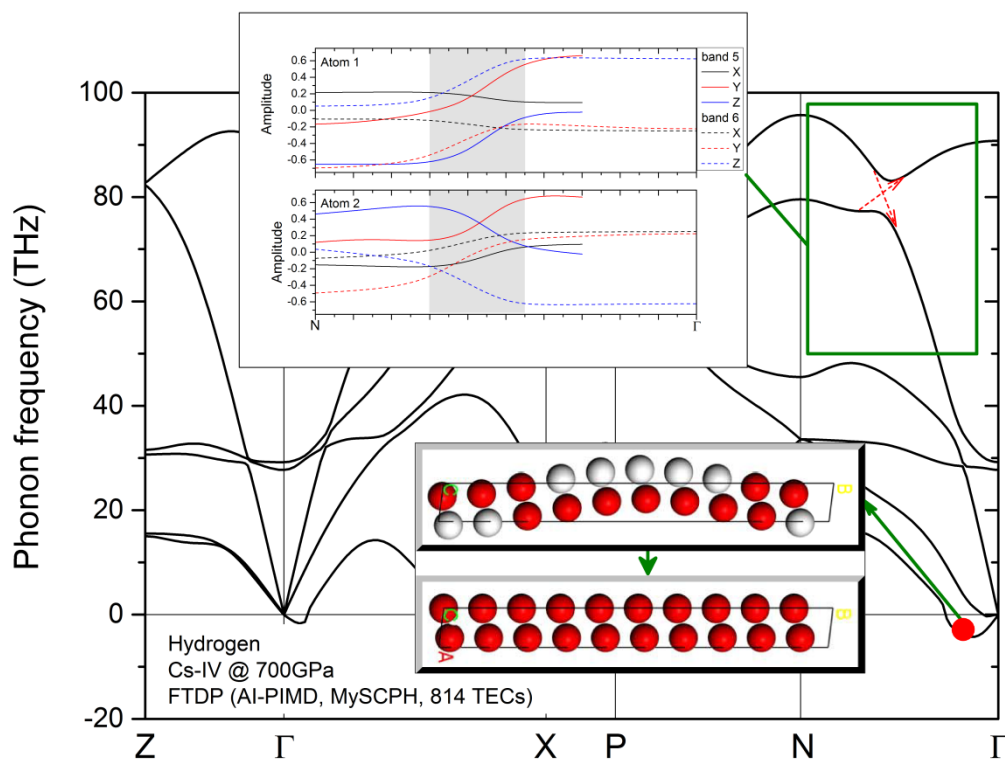 Atom 1
Amplitude
0.6
0.4
0.2
0.0
-0.2
-0.4
-0.6
band 5
X
Y
Z
band 6
X
Y
Z
Atom 2
Amplitude
0.6
0.4
0.2
0.0
-0.2
-0.4
-0.6
N
Γ
Phonon frequency (THz)
100
80
60
40
20
0
-20
C
B
C
B
A
Hydrogen
Cs-IV @ 700GPa
FTDP (AI-PIMD, MySCPH, 814 TECs)
Z
Γ
X
P
N
Γ